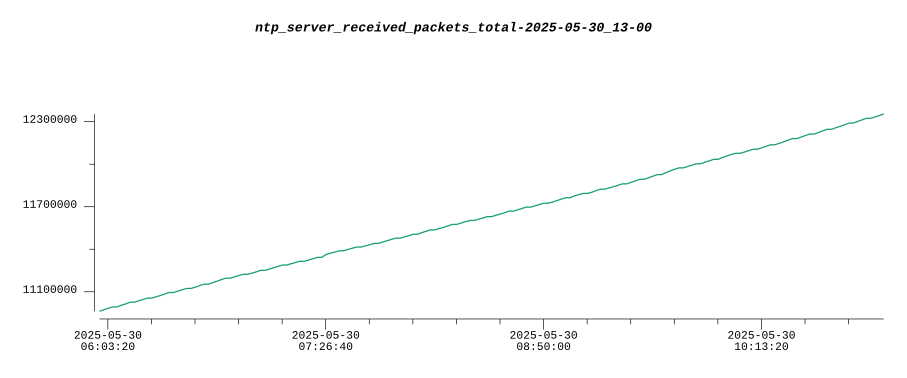 ntp_server_received_packets_total-2025-05-30_13-00
12300000
11700000
11100000
2025-05-30 2025-05-30 2025-05-30 2025-05-30
06:03:20 07:26:40 08:50:00 10:13:20